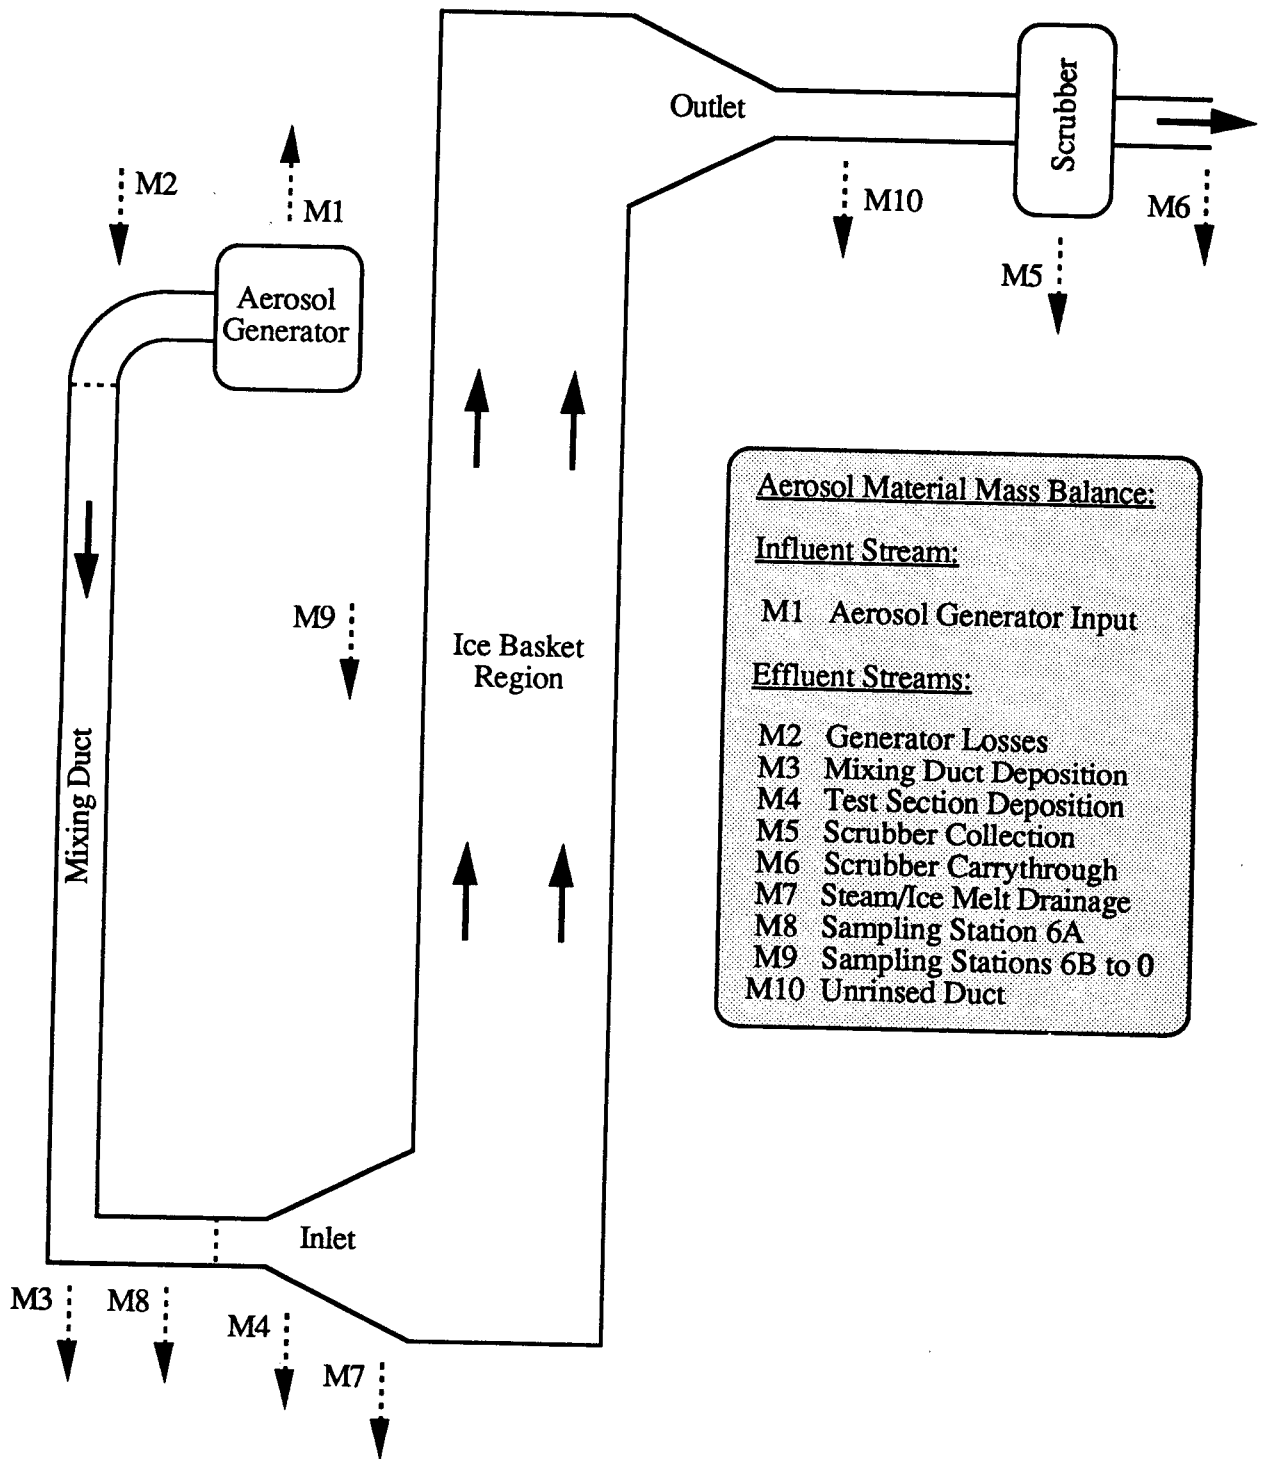 Outlet
Scrubber
M2
M1
M10
M6
M5
Aerosol
Generator
Aerosol Material Mass Balance:
Influent Stream:
M1 Aerosol Generator Input
Effluent Streams:
M2 Generator Losses
M3 Mixing Duct Deposition
M4 Test Section Deposition
M5 Scrubber Collection
M6 Scrubber Carrythrough
M7 Steam/Ice Melt Drainage
M8 Sampling Station 6A
M9 Sampling Stations 6B to 0
M10 Unrinsed Duct
M9
Ice Basket
Region
Mixing Duct
Inlet
M3
M8
M4
M7